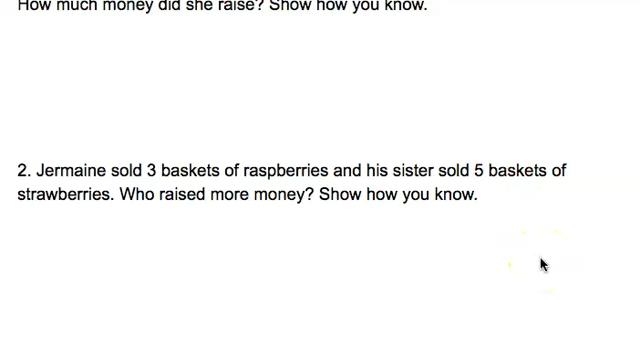 How much money did she raise? Show how you know.
2. Jermaine sold 3 baskets of raspberries and his sister sold 5 baskets of
strawberries. Who raised more money? Show how you know.